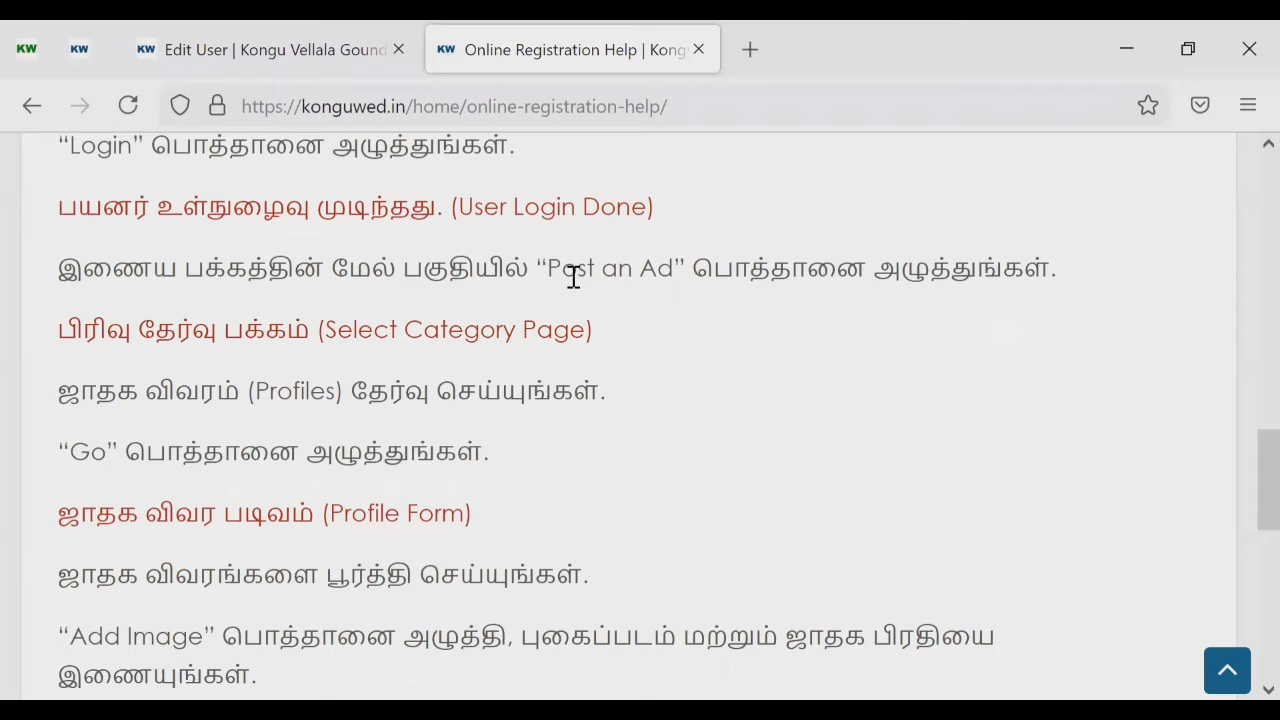 KW
KW
KW Edit User | Kongu Vellala Gound
KW Online Registration Help | Kong
https://konguwed.in/home/online-registration-help/
“Login” பொத்தானை அழுத்துங்கள்.
பயனர் உள்நுழைவு முடிந்தது. (User Login Done)
இணைய பக்கத்தின் மேல் பகுதியில் “Post an Ad” பொத்தானை அழுத்துங்கள்.
பிரிவு தேர்வு பக்கம் (Select Category Page)
ஜாதக விவரம் (Profiles) தேர்வு செய்யுங்கள்.
“Go” பொத்தானை அழுத்துங்கள்.
ஜாதக விவர படிவம் (Profile Form)
ஜாதக விவரங்களை பூர்த்தி செய்யுங்கள்.
“Add Image” பொத்தானை அழுத்தி, புகைப்படம் மற்றும் ஜாதக பிரதியை
இணையுங்கள்.